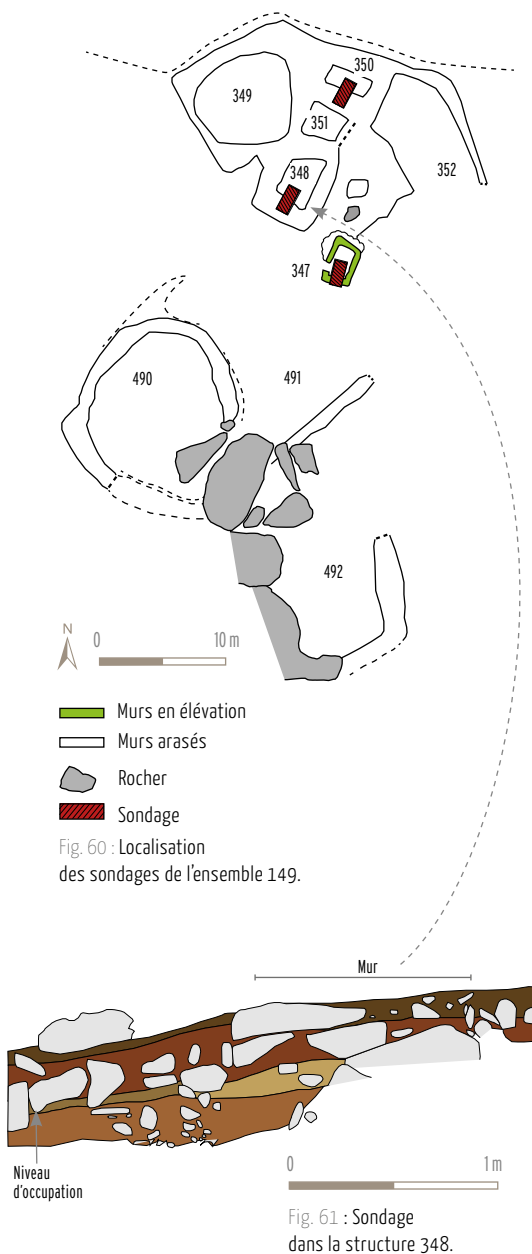 350
349
351
348
352
347
490
491
492
N
0 10 m
Murs en élévation
Murs arasés
Rocher
Sondage
Fig. 60 : Localisation
des sondages de l'ensemble 149.
Mur
Niveau
d'occupation
0 1 m
Fig. 61 : Sondage
dans la structure 348.